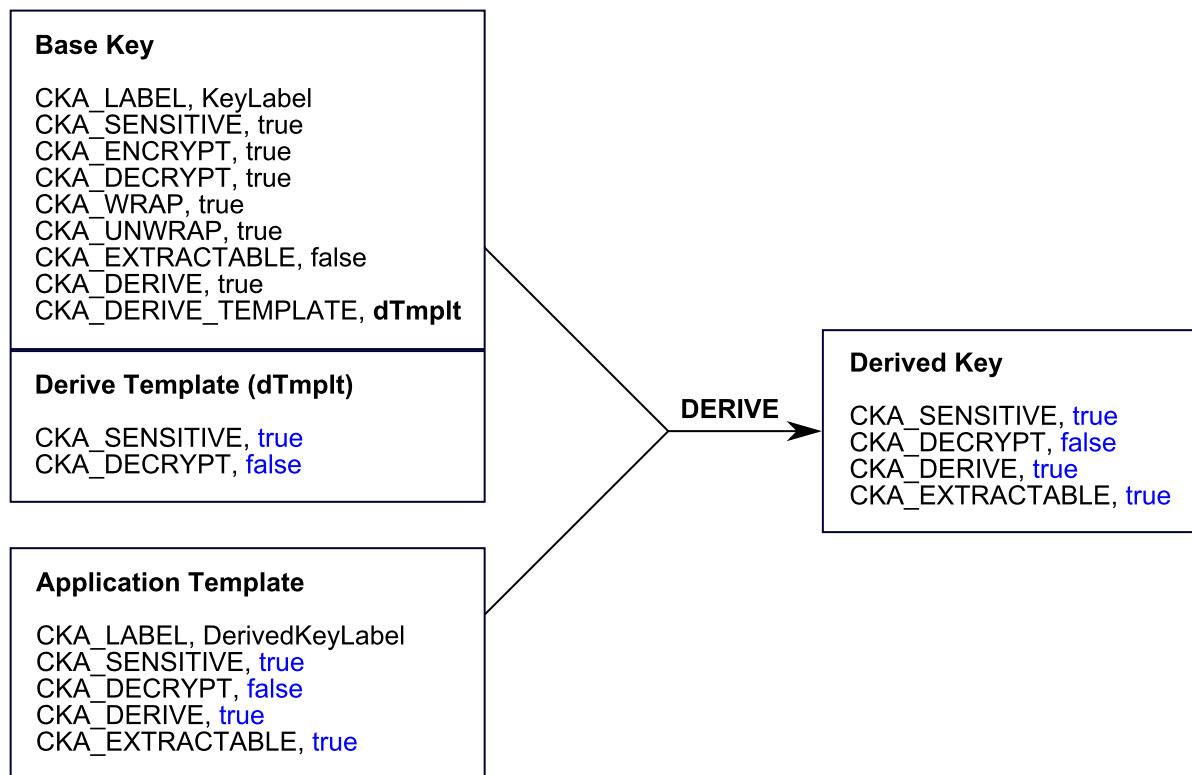 Base Key
CKA_LABEL, KeyLabel
CKA_SENSITIVE, true
CKA_ENCRYPT, true
CKA_DECRYPT, true
CKA_WRAP, true
CKA_UNWRAP, true
CKA_EXTRACTABLE, false
CKA_DERIVE, true
CKA_DERIVE_TEMPLATE, dTmplt
Derive Template (dTmplt)
CKA_SENSITIVE, true
CKA_DECRYPT, false
Application Template
CKA_LABEL, DerivedKeyLabel
CKA_SENSITIVE, true
CKA_DECRYPT, false
CKA_DERIVE, true
CKA_EXTRACTABLE, true
DERIVE
Derived Key
CKA_SENSITIVE, true
CKA_DECRYPT, false
CKA_DERIVE, true
CKA_EXTRACTABLE, true